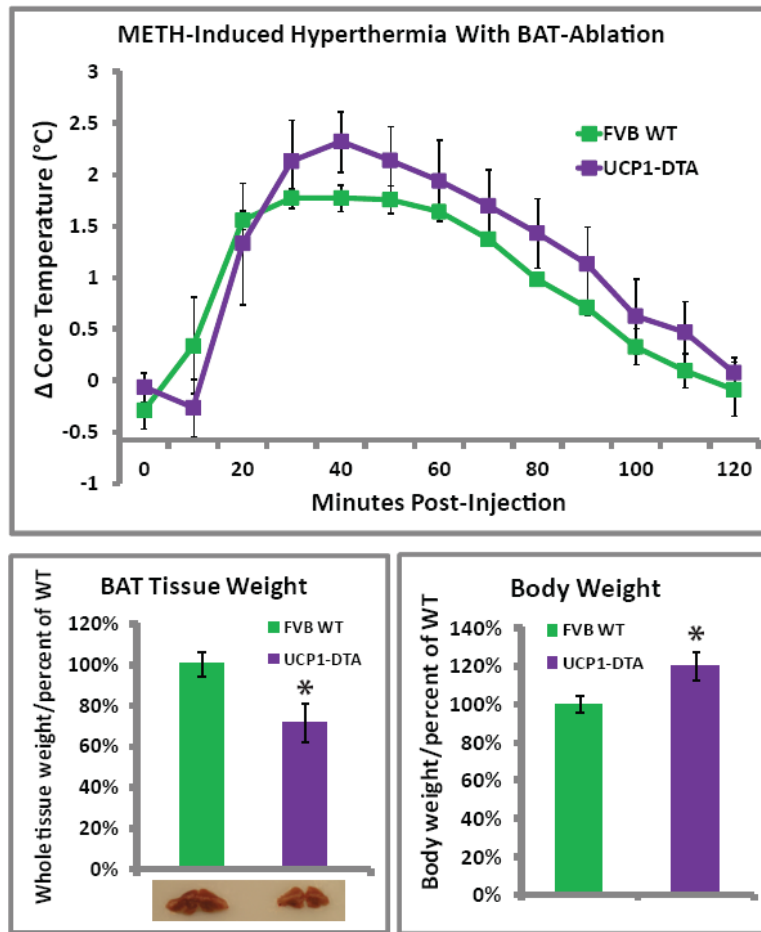 METH-Induced Hyperthermia With BAT-Ablation
Δ Core Temperature (°C)
3
2.5
2
1.5
1
0.5
0
-0.5
-1
FVB WT
UCP1-DTA
0 20 40 60 80 100 120
Minutes Post-Injection
BAT Tissue Weight
Whole tissue weight/percent of WT
120%
100%
80%
60%
40%
20%
0%
FVB WT
UCP1-DTA
*
Body Weight
Body weight/percent of WT
140%
120%
100%
80%
60%
40%
20%
0%
FVB WT
UCP1-DTA
*